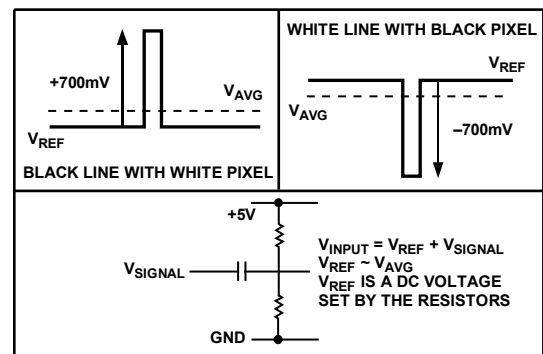 +700mV
VAVG
VREF
BLACK LINE WITH WHITE PIXEL
WHITE LINE WITH BLACK PIXEL
VREF
VAVG
–700mV
+5V
VSIGNAL
VINPUT = VREF + VSIGNAL
VREF ~ VAVG
VREF IS A DC VOLTAGE
SET BY THE RESISTORS
GND